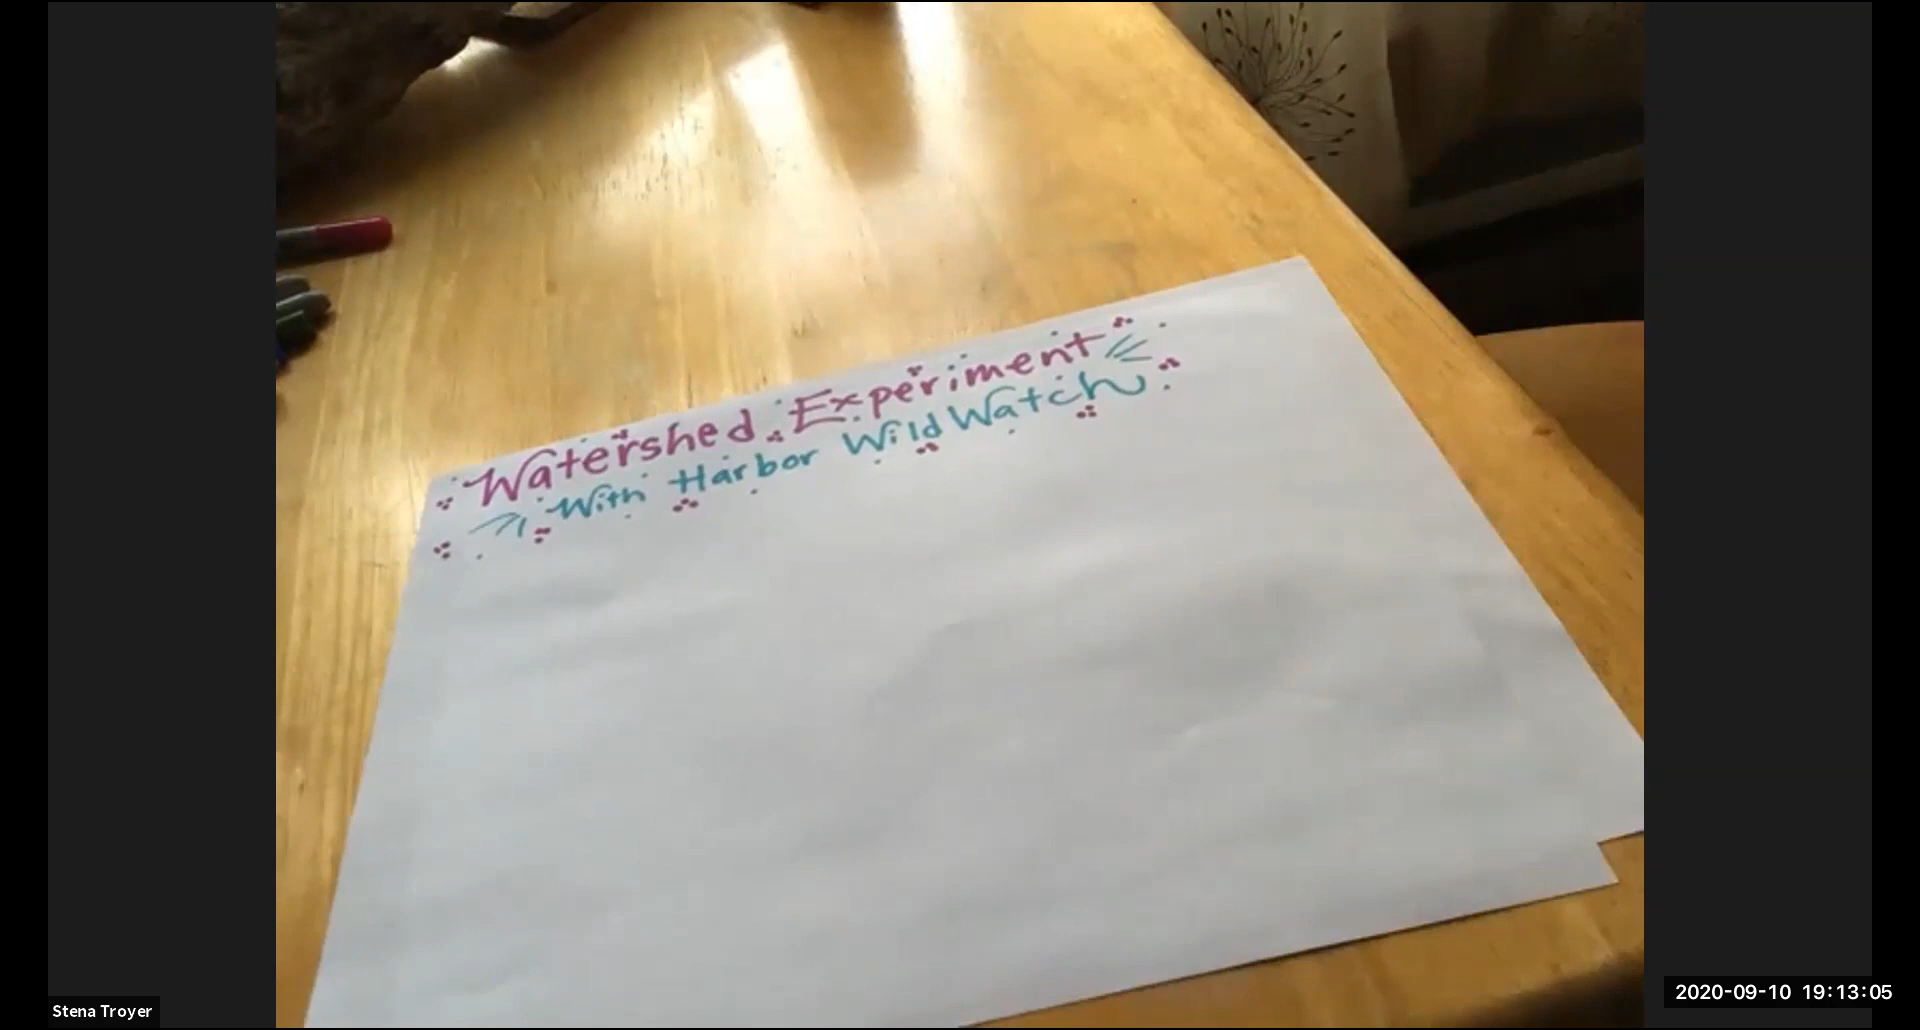 Watershed Experiment
With Harbor WildWatch
Stena Troyer
2020-09-10 19:13:05